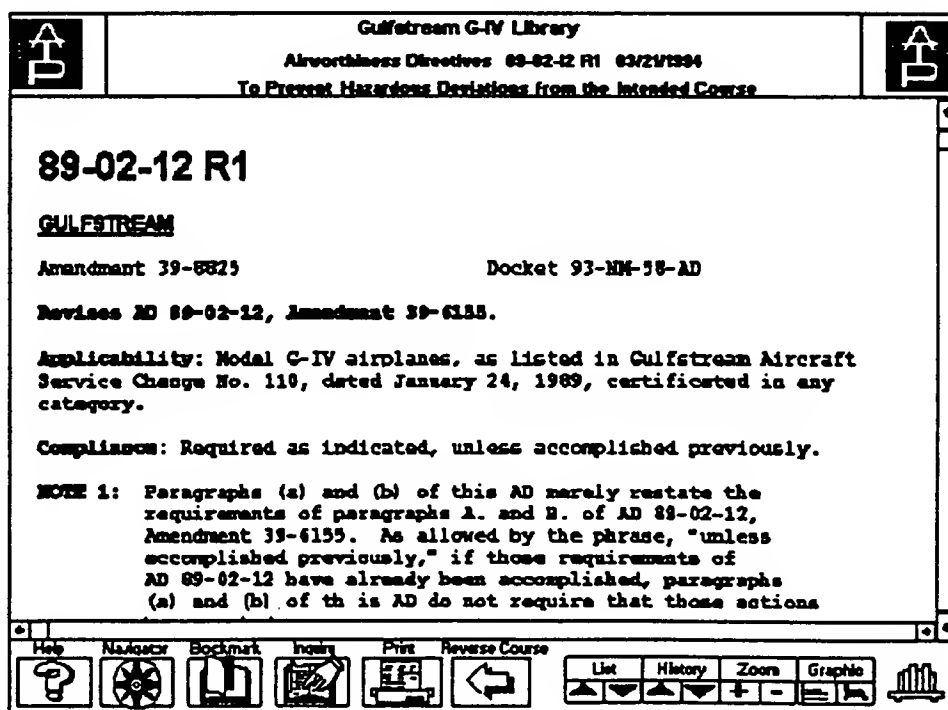 ATP
Gulfstream G-IV Library
ATP
Airworthiness Directives 89-02-12 R1 03/21/1994
To Prevent Hazardous Deviations from the Intended Course
89-02-12 R1
GULFSTREAM
Amendment 39-8825 Docket 93-NM-58-AD
Revises AD 89-02-12, Amendment 39-6155.
Applicability: Model G-IV airplanes, as listed in Gulfstream Aircraft
Service Change No. 110, dated January 24, 1989, certificated in any
category.
Compliance: Required as indicated, unless accomplished previously.
NOTE 1: Paragraphs (a) and (b) of this AD merely restate the
requirements of paragraphs A. and B. of AD 89-02-12,
Amendment 39-6155. As allowed by the phrase, "unless
accomplished previously," if those requirements of
AD 89-02-12 have already been accomplished, paragraphs
(a) and (b) of th is AD do not require that those actions
Help Navigator Bookmark Inquiry Print Reverse Course
List History Zoom Graphic
+ -